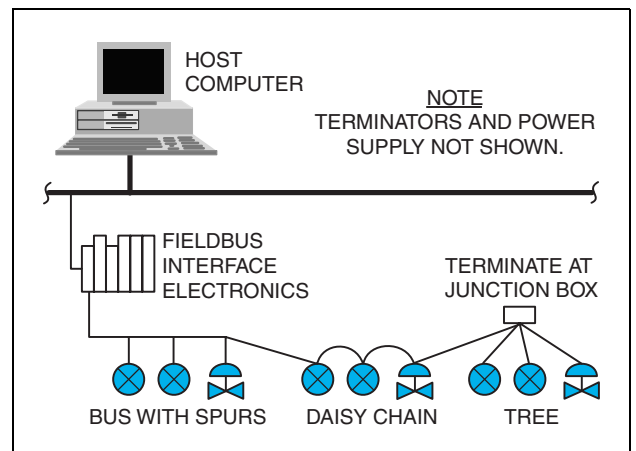 HOST
COMPUTER
NOTE
TERMINATORS AND POWER
SUPPLY NOT SHOWN.
FIELDBUS
INTERFACE
ELECTRONICS
TERMINATE AT
JUNCTION BOX
BUS WITH SPURS
DAISY CHAIN
TREE